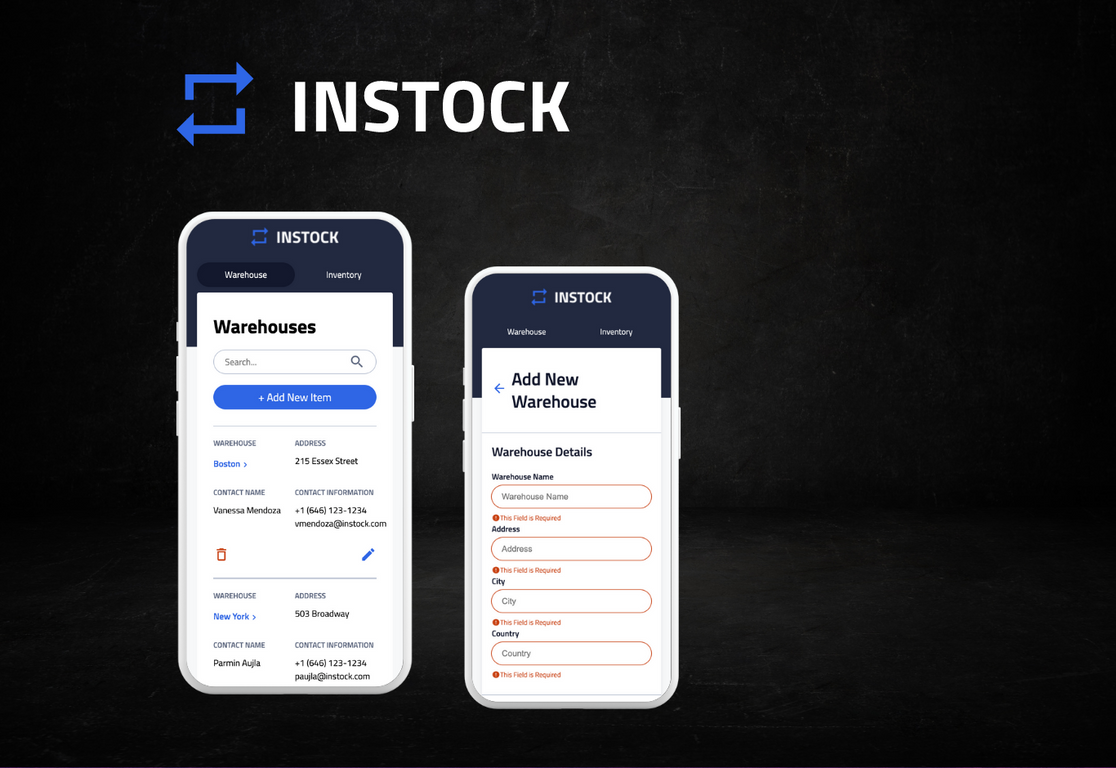 INSTOCK
INSTOCK
Warehouse Inventory
Warehouses
Search...
+ Add New Item
WAREHOUSE ADDRESS
Boston > 215 Essex Street
CONTACT NAME CONTACT INFORMATION
Vanessa Mendoza +1 (646) 123-1234
vmendoza@instock.com
WAREHOUSE ADDRESS
New York > 503 Broadway
CONTACT NAME CONTACT INFORMATION
Parmin Aujla +1 (646) 123-1234
paujla@instock.com
INSTOCK
Warehouse Inventory
Add New
Warehouse
Warehouse Details
Warehouse Name
Warehouse Name
This Field is Required
Address
Address
This Field is Required
City
City
This Field is Required
Country
Country
This Field is Required